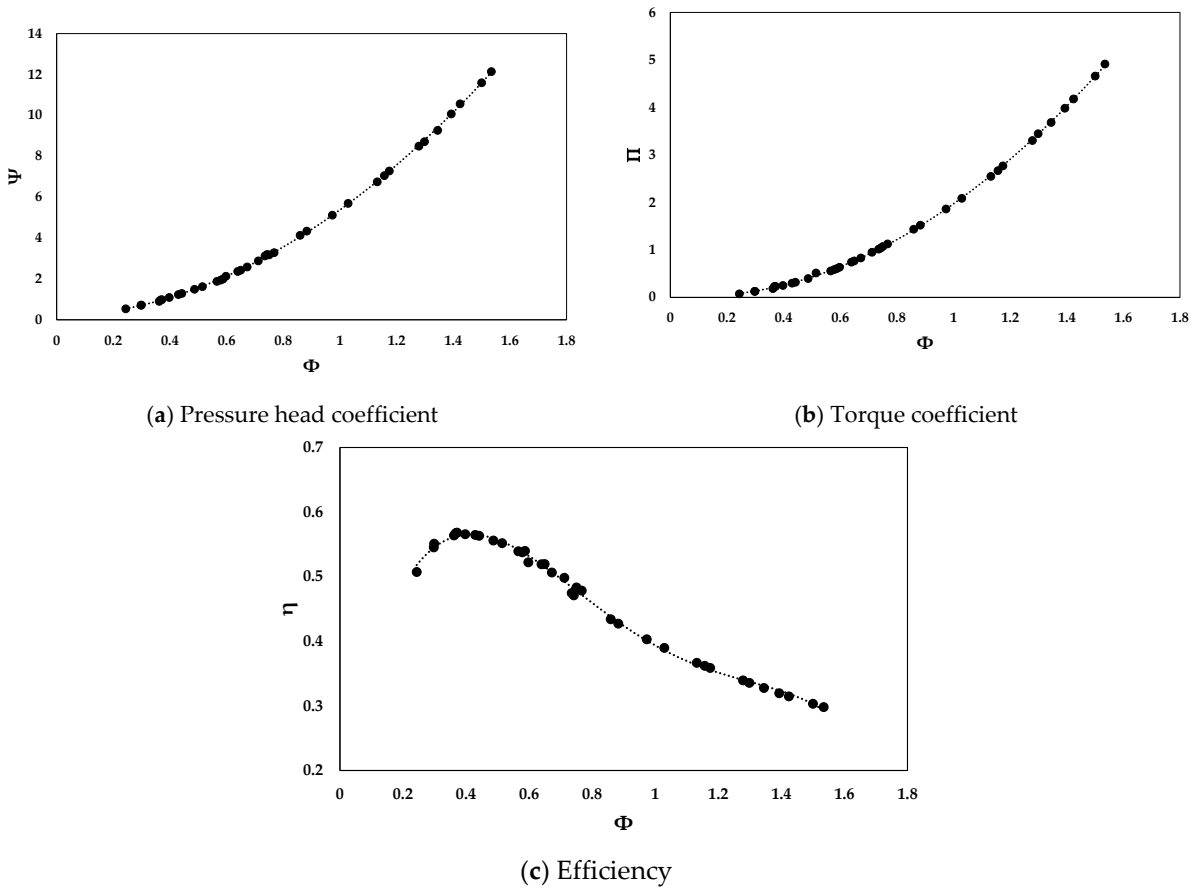 14
12
10
8
6
4
2
0
Ψ
0 0.2 0.4 0.6 0.8 1 1.2 1.4 1.6 1.8
Φ
(a) Pressure head coefficient
6
5
4
3
2
1
0
Π
0 0.2 0.4 0.6 0.8 1 1.2 1.4 1.6 1.8
Φ
(b) Torque coefficient
0.7
0.6
0.5
0.4
0.3
0.2
η
0 0.2 0.4 0.6 0.8 1 1.2 1.4 1.6 1.8
Φ
(c) Efficiency